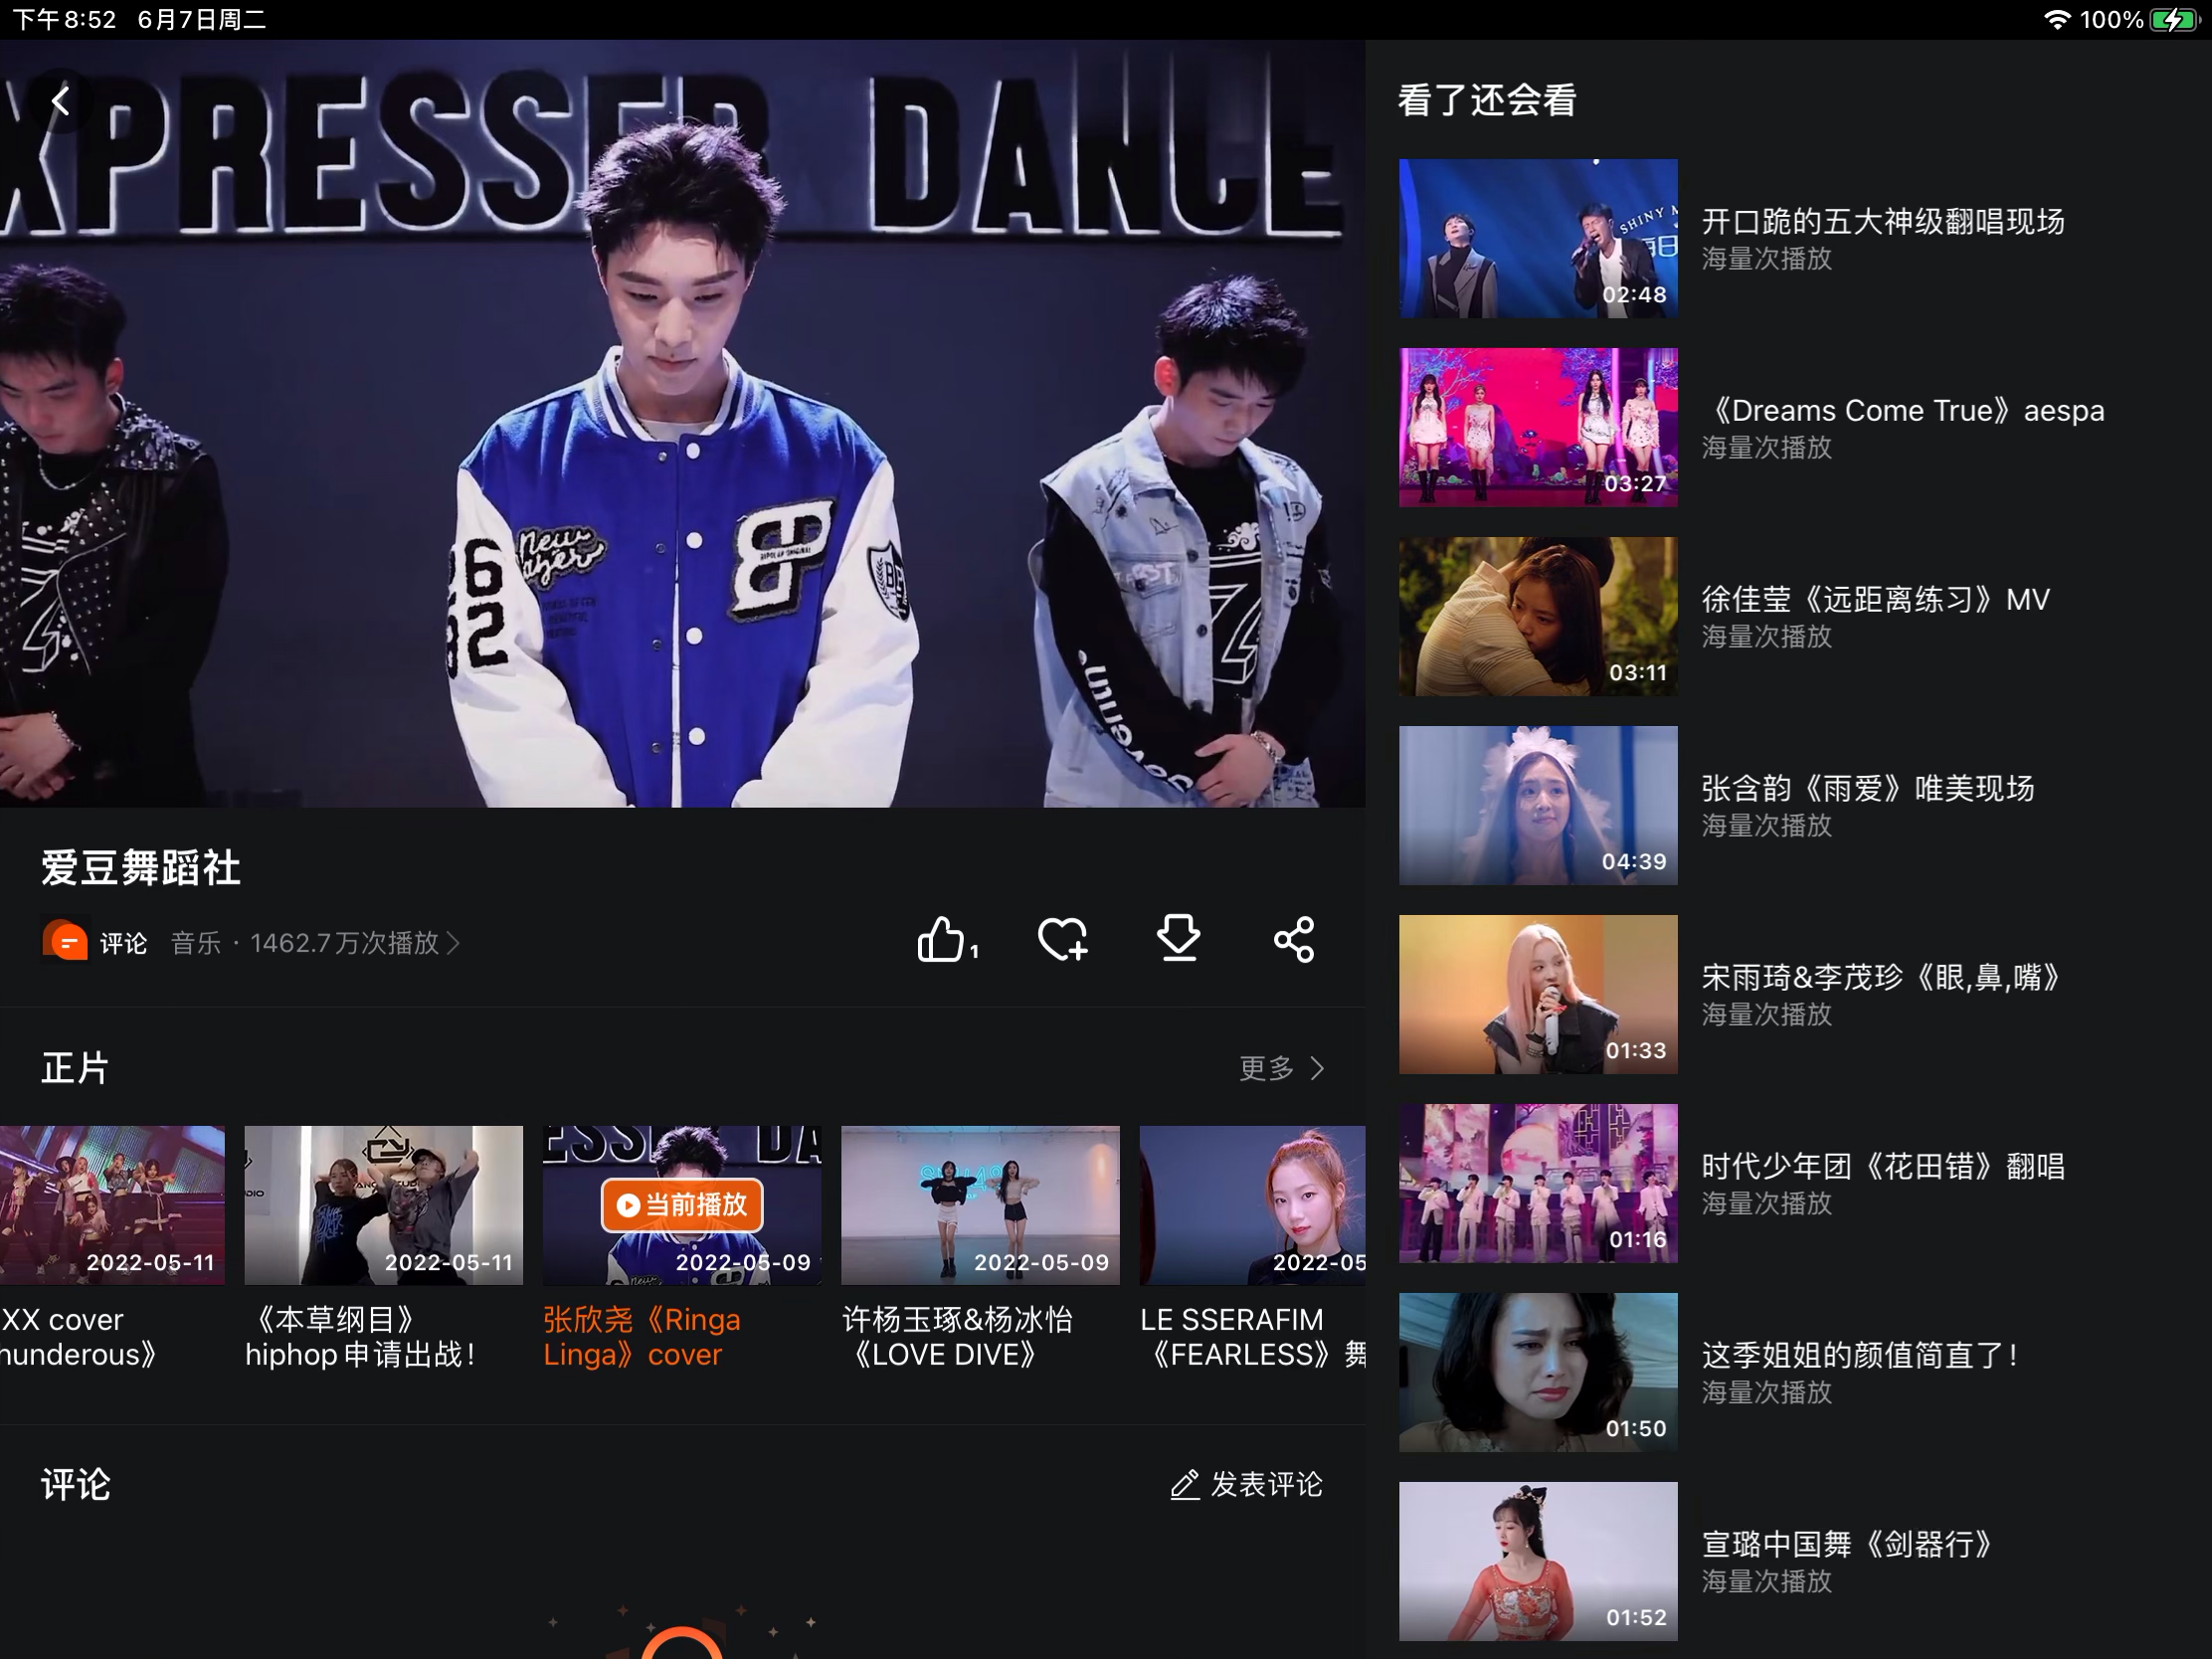 下午8:52 6月7日周二
100%
XPRESSER DANCE
New
BIPOLAR ORIGINAL
爱豆舞蹈社
评论 音乐 · 1462.7万次播放
1
正片
更多
2022-05-11
XX cover
hunderous》
2022-05-11
《本草纲目》
hiphop申请出战！
当前播放
2022-05-09
张欣尧《Ringa
Linga》cover
2022-05-09
许杨玉琢&杨冰怡
《LOVE DIVE》
2022-05
LE SSERAFIM
《FEARLESS》舞
评论
发表评论
看了还会看
02:48
开口跪的五大神级翻唱现场
海量次播放
03:27
《Dreams Come True》aespa
海量次播放
03:11
徐佳莹《远距离练习》MV
海量次播放
04:39
张含韵《雨爱》唯美现场
海量次播放
01:33
宋雨琦&李茂珍《眼,鼻,嘴》
海量次播放
01:16
时代少年团《花田错》翻唱
海量次播放
01:50
这季姐姐的颜值简直了！
海量次播放
01:52
宣璐中国舞《剑器行》
海量次播放